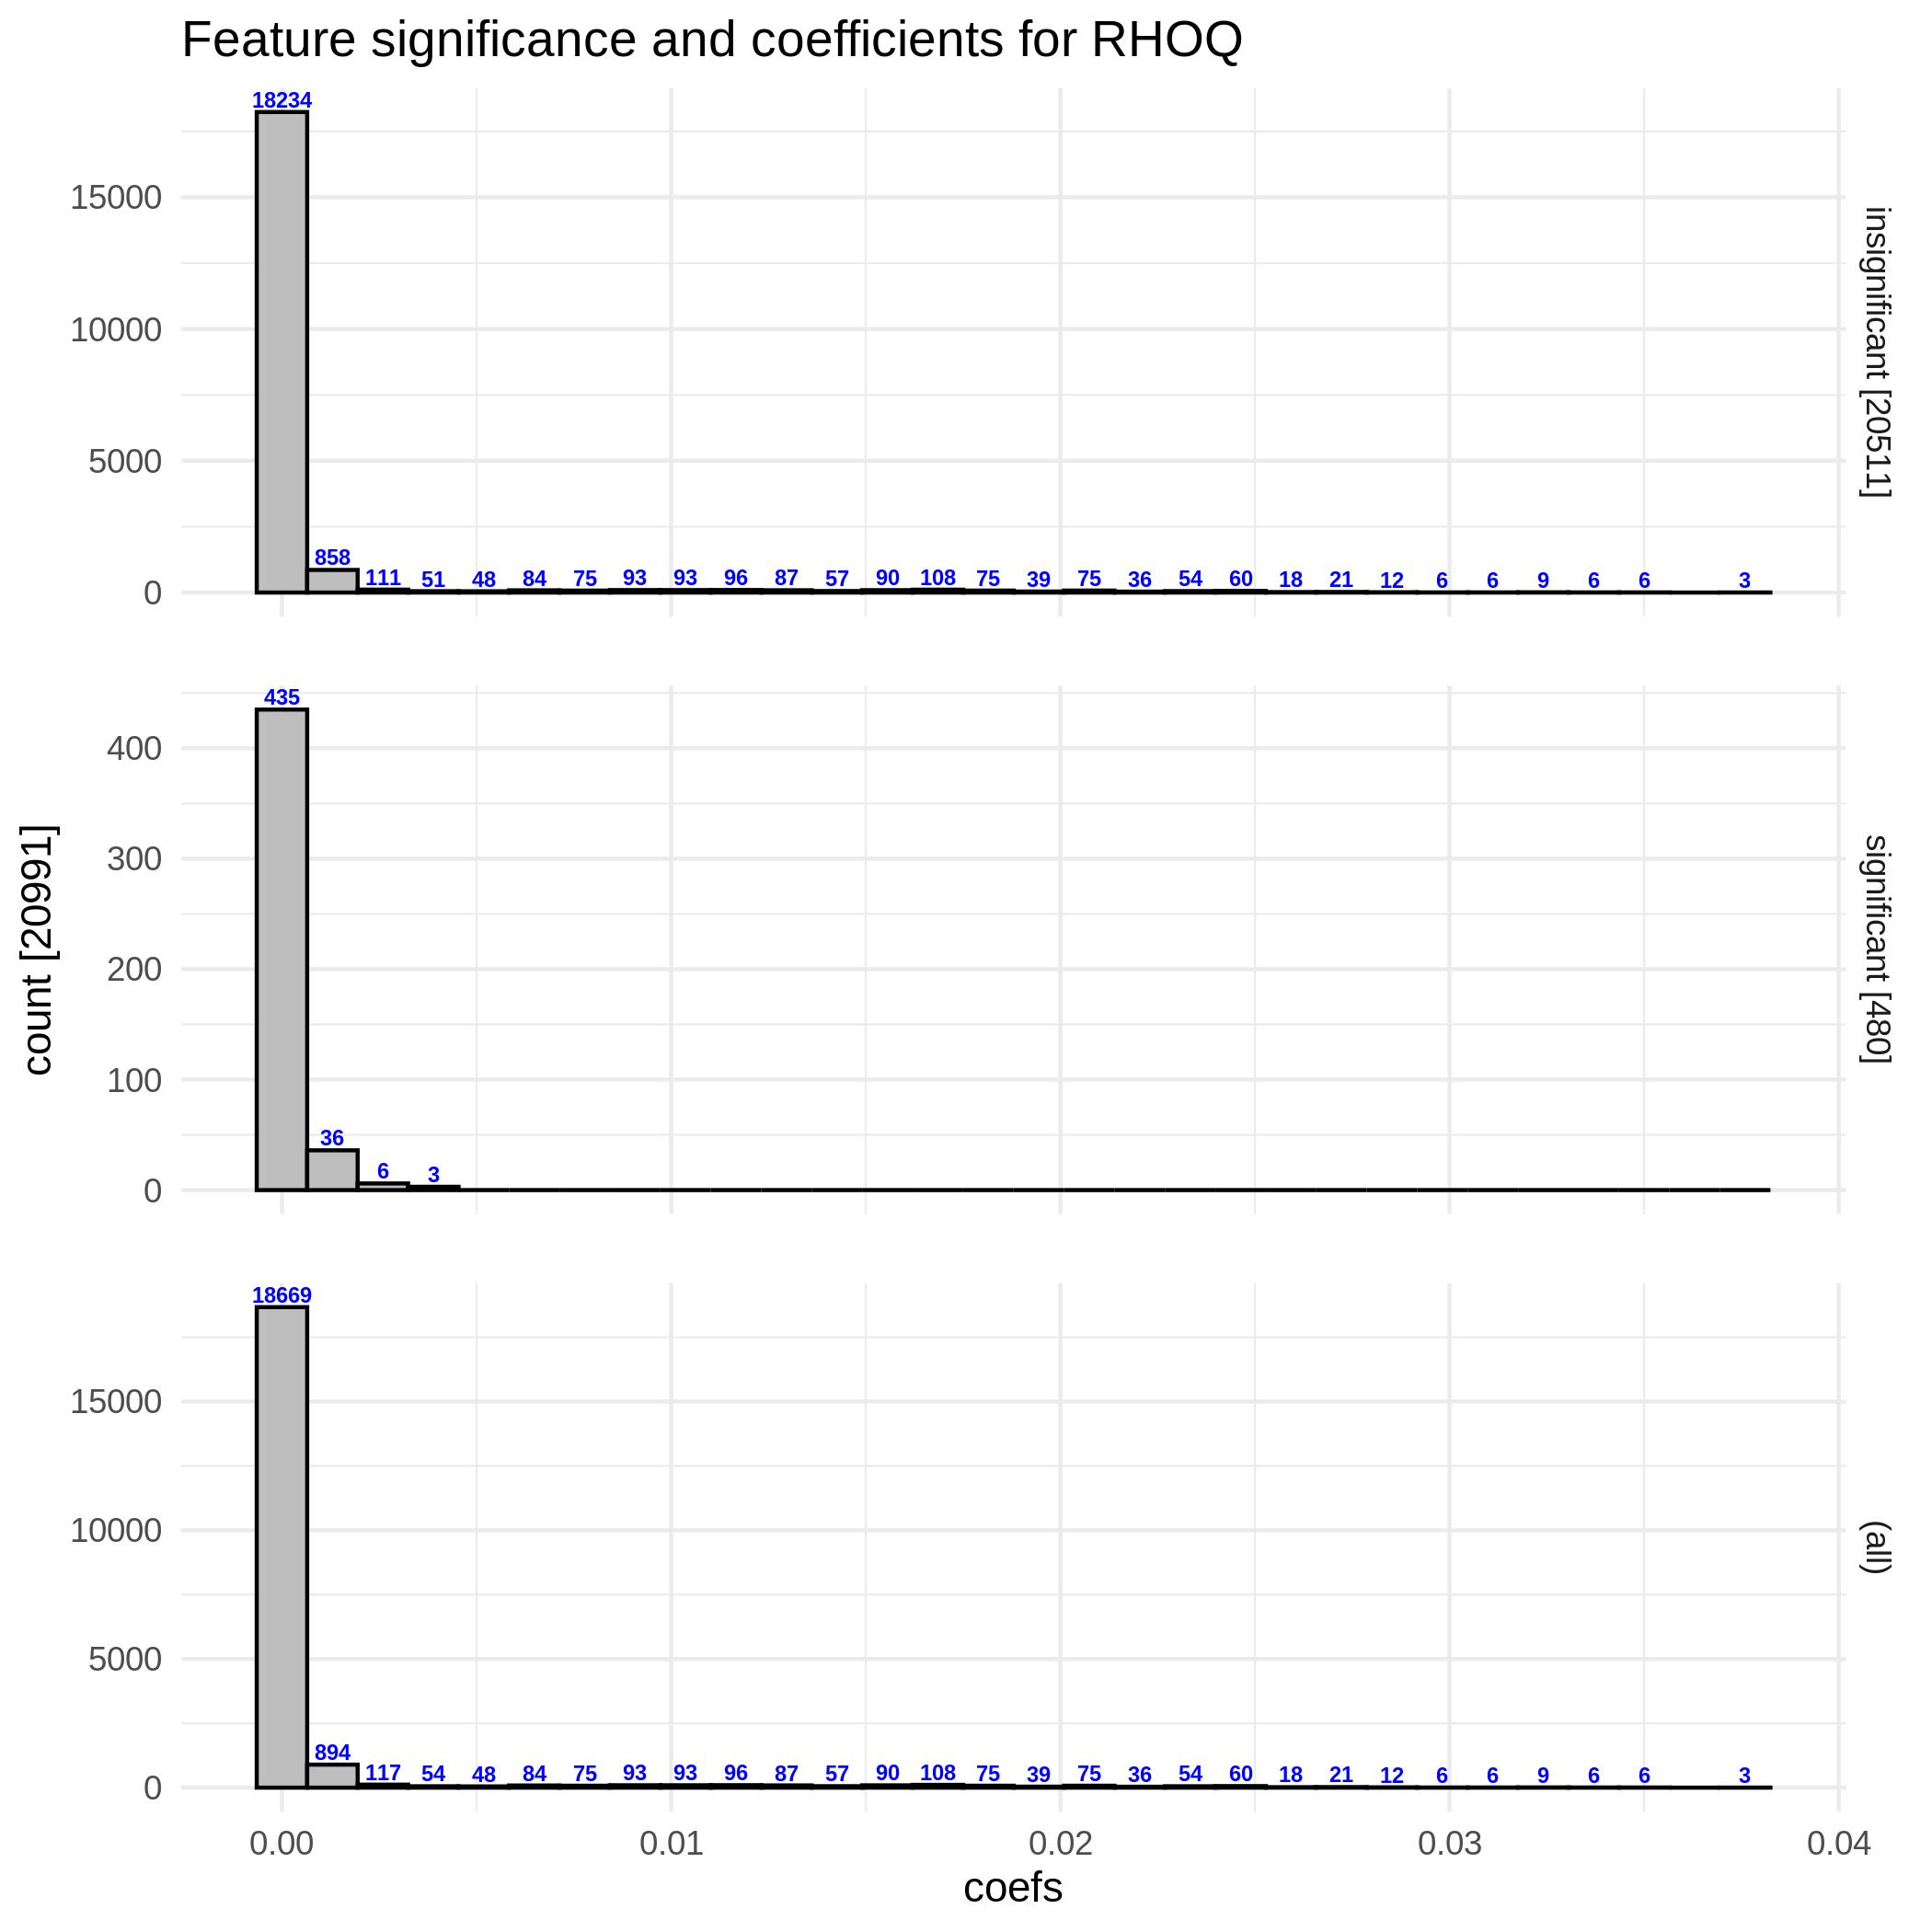 Feature significance and coefficients for RHOQ
18234
15000
10000
5000
0
858 111 51 48 84 75 93 93 96 87 57 90 108 75 39 75 36 54 60 18 21 12 6 6 9 6 6 3
insignificant [20511]
435
400
300
200
100
0
36 6 3
significant [480]
count [20991]
18669
15000
10000
5000
0
894 117 54 48 84 75 93 93 96 87 57 90 108 75 39 75 36 54 60 18 21 12 6 6 9 6 6 3
(all)
0.00 0.01 0.02 0.03 0.04
coefs